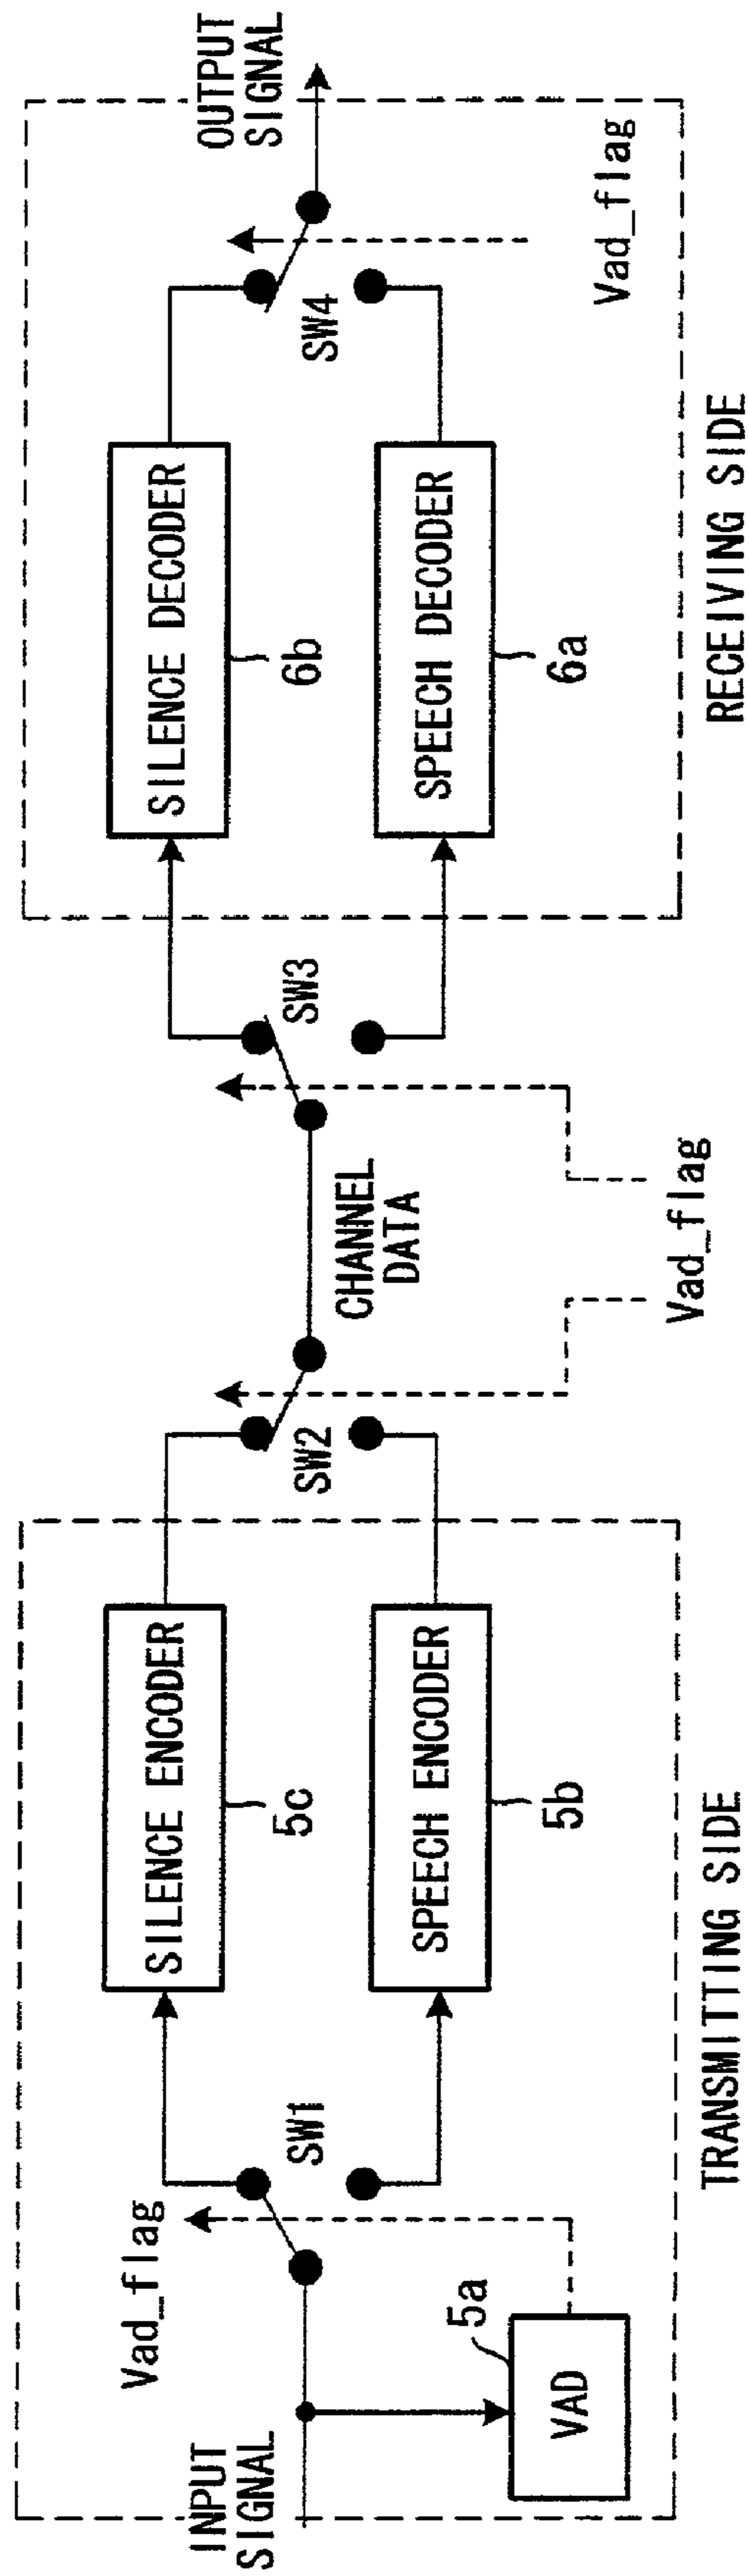 INPUT
SIGNAL
VAD
5a
Vad_flag
SW1
SILENCE ENCODER
5c
SPEECH ENCODER
5b
TRANSMITTING SIDE
SW2
CHANNEL
DATA
Vad_flag
SW3
SILENCE DECODER
6b
SPEECH DECODER
6a
RECEIVING SIDE
SW4
Vad_flag
OUTPUT
SIGNAL